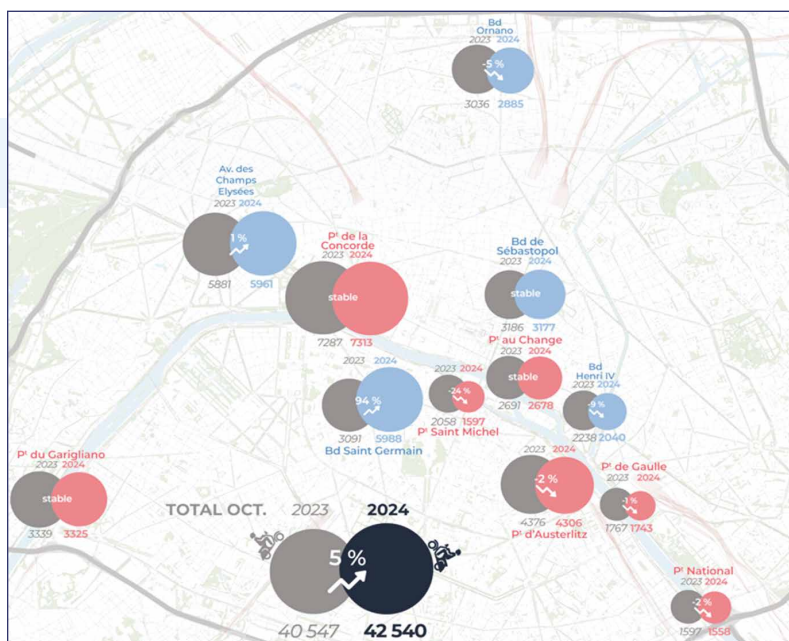 Bd
Ornano
2023 2024
-5 %
3036 2885
Av. des
Champs
Elysées
2023 2024
1 %
5881 5961
Pᵗ de la
Concorde
2023 2024
stable
7287 7313
Bd de
Sébastopol
2023 2024
stable
3186 3177
Pᵗ au Change
2023 2024
stable
2691 2678
2023 2024
94 %
3091 5988
Bd Saint Germain
2023 2024
-24 %
2058 1597
Pᵗ Saint Michel
Bd
Henri IV
2023 2024
-9 %
2238 2040
Pᵗ du Garigliano
2023 2024
stable
3339 3325
2023 2024
-2 %
4376 4306
Pᵗ d'Austerlitz
Pᵗ de Gaulle
2023 2024
-1 %
1767 1743
TOTAL OCT. 2023 2024
5 %
40 547 42 540
Pᵗ National
2023 2024
-2 %
1597 1558